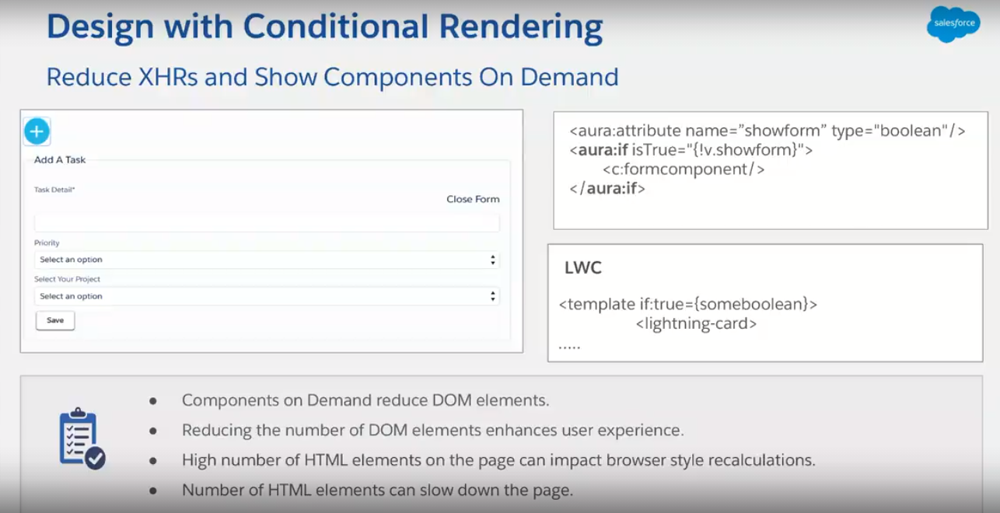 Design with Conditional Rendering
salesforce
Reduce XHRs and Show Components On Demand
Add A Task
Task Detail*
Close Form
Priority
Select an option
Select Your Project
Select an option
Save
<aura:attribute name=”showform” type="boolean"/>
<aura:if isTrue="{!v.showform}">
<c:formcomponent/>
</aura:if>
LWC
<template if:true={someboolean}>
<lightning-card>
.....
● Components on Demand reduce DOM elements.
● Reducing the number of DOM elements enhances user experience.
● High number of HTML elements on the page can impact browser style recalculations.
● Number of HTML elements can slow down the page.